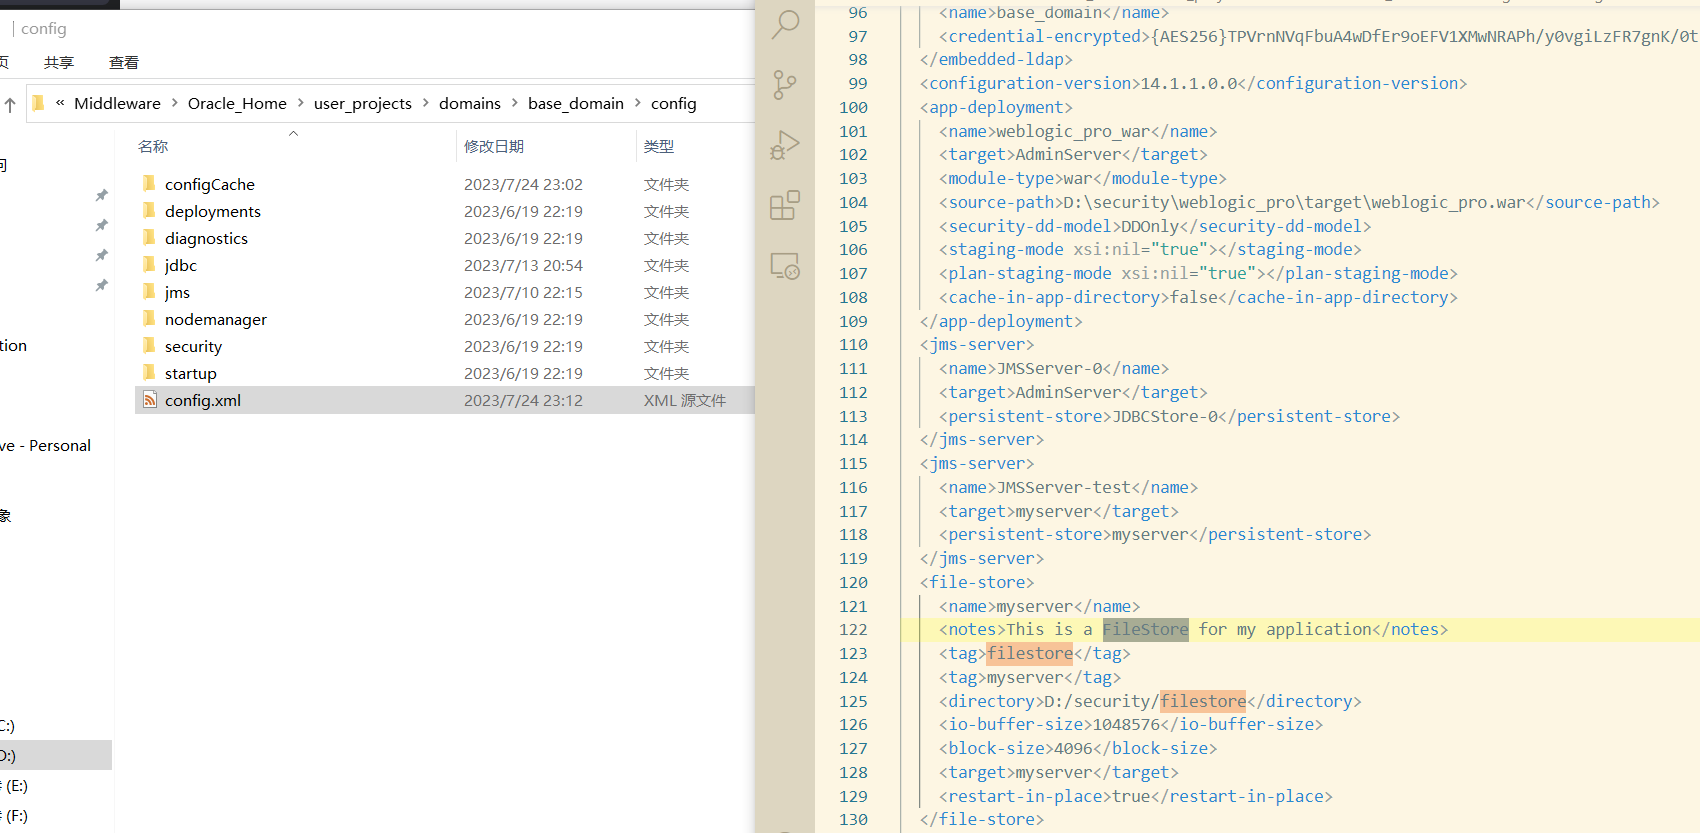 config
页 共享 查看
« Middleware > Oracle_Home > user_projects > domains > base_domain > config
名称 修改日期 类型
configCache 2023/7/24 23:02 文件夹
deployments 2023/6/19 22:19 文件夹
diagnostics 2023/6/19 22:19 文件夹
jdbc 2023/7/13 20:54 文件夹
jms 2023/7/10 22:15 文件夹
nodemanager 2023/6/19 22:19 文件夹
security 2023/6/19 22:19 文件夹
startup 2023/6/19 22:19 文件夹
config.xml 2023/7/24 23:12 XML 源文件
问
tion
ve - Personal
象
C:)
D:)
(E:)
(F:)
96 <name>base_domain</name>
97 <credential-encrypted>{AES256}TPVrnNVqFbuA4wDfEr9oEFV1XMwNRAPh/y0vgiLzFR7gnK/0t
98 </embedded-ldap>
99 <configuration-version>14.1.1.0.0</configuration-version>
100 <app-deployment>
101 <name>weblogic_pro_war</name>
102 <target>AdminServer</target>
103 <module-type>war</module-type>
104 <source-path>D:\security\weblogic_pro\target\weblogic_pro.war</source-path>
105 <security-dd-model>DDOnly</security-dd-model>
106 <staging-mode xsi:nil="true"></staging-mode>
107 <plan-staging-mode xsi:nil="true"></plan-staging-mode>
108 <cache-in-app-directory>false</cache-in-app-directory>
109 </app-deployment>
110 <jms-server>
111 <name>JMSServer-0</name>
112 <target>AdminServer</target>
113 <persistent-store>JDBCStore-0</persistent-store>
114 </jms-server>
115 <jms-server>
116 <name>JMSServer-test</name>
117 <target>myserver</target>
118 <persistent-store>myserver</persistent-store>
119 </jms-server>
120 <file-store>
121 <name>myserver</name>
122 <notes>This is a FileStore for my application</notes>
123 <tag>filestore</tag>
124 <tag>myserver</tag>
125 <directory>D:/security/filestore</directory>
126 <io-buffer-size>1048576</io-buffer-size>
127 <block-size>4096</block-size>
128 <target>myserver</target>
129 <restart-in-place>true</restart-in-place>
130 </file-store>